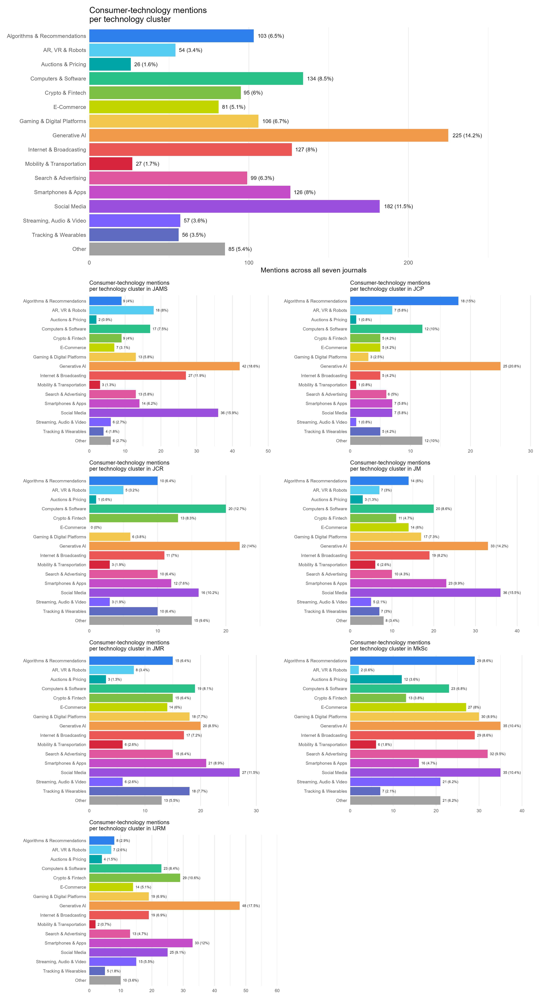 Consumer-technology mentions
per technology cluster
Algorithms & Recommendations 103 (6.5%)
AR, VR & Robots 54 (3.4%)
Auctions & Pricing 26 (1.6%)
Computers & Software 134 (8.5%)
Crypto & Fintech 95 (6%)
E-Commerce 81 (5.1%)
Gaming & Digital Platforms 106 (6.7%)
Generative AI 225 (14.2%)
Internet & Broadcasting 127 (8%)
Mobility & Transportation 27 (1.7%)
Search & Advertising 99 (6.3%)
Smartphones & Apps 126 (8%)
Social Media 182 (11.5%)
Streaming, Audio & Video 57 (3.6%)
Tracking & Wearables 56 (3.5%)
Other 85 (5.4%)
0 100 200
Mentions across all seven journals
Consumer-technology mentions
per technology cluster in JAMS
Algorithms & Recommendations 9 (4%)
AR, VR & Robots 18 (8%)
Auctions & Pricing 2 (0.9%)
Computers & Software 17 (7.5%)
Crypto & Fintech 9 (4%)
E-Commerce 7 (3.1%)
Gaming & Digital Platforms 13 (5.8%)
Generative AI 42 (18.6%)
Internet & Broadcasting 27 (11.9%)
Mobility & Transportation 3 (1.3%)
Search & Advertising 13 (5.8%)
Smartphones & Apps 14 (6.2%)
Social Media 36 (15.9%)
Streaming, Audio & Video 6 (2.7%)
Tracking & Wearables 4 (1.8%)
Other 6 (2.7%)
0 10 20 30 40 50
Consumer-technology mentions
per technology cluster in JCP
Algorithms & Recommendations 18 (15%)
AR, VR & Robots 7 (5.8%)
Auctions & Pricing 1 (0.8%)
Computers & Software 12 (10%)
Crypto & Fintech 5 (4.2%)
E-Commerce 5 (4.2%)
Gaming & Digital Platforms 3 (2.5%)
Generative AI 25 (20.8%)
Internet & Broadcasting 5 (4.2%)
Mobility & Transportation 1 (0.8%)
Search & Advertising 6 (5%)
Smartphones & Apps 7 (5.8%)
Social Media 7 (5.8%)
Streaming, Audio & Video 1 (0.8%)
Tracking & Wearables 5 (4.2%)
Other 12 (10%)
0 10 20 30
Consumer-technology mentions
per technology cluster in JCR
Algorithms & Recommendations 10 (6.4%)
AR, VR & Robots 5 (3.2%)
Auctions & Pricing 1 (0.6%)
Computers & Software 20 (12.7%)
Crypto & Fintech 13 (8.3%)
E-Commerce 0 (0%)
Gaming & Digital Platforms 6 (3.8%)
Generative AI 22 (14%)
Internet & Broadcasting 11 (7%)
Mobility & Transportation 3 (1.9%)
Search & Advertising 10 (6.4%)
Smartphones & Apps 12 (7.6%)
Social Media 16 (10.2%)
Streaming, Audio & Video 3 (1.9%)
Tracking & Wearables 10 (6.4%)
Other 15 (9.6%)
0 10 20
Consumer-technology mentions
per technology cluster in JM
Algorithms & Recommendations 14 (6%)
AR, VR & Robots 7 (3%)
Auctions & Pricing 3 (1.3%)
Computers & Software 20 (8.6%)
Crypto & Fintech 11 (4.7%)
E-Commerce 14 (6%)
Gaming & Digital Platforms 17 (7.3%)
Generative AI 33 (14.2%)
Internet & Broadcasting 19 (8.2%)
Mobility & Transportation 6 (2.6%)
Search & Advertising 10 (4.3%)
Smartphones & Apps 23 (9.9%)
Social Media 36 (15.5%)
Streaming, Audio & Video 5 (2.1%)
Tracking & Wearables 7 (3%)
Other 8 (3.4%)
0 10 20 30 40
Consumer-technology mentions
per technology cluster in JMR
Algorithms & Recommendations 15 (6.4%)
AR, VR & Robots 8 (3.4%)
Auctions & Pricing 3 (1.3%)
Computers & Software 19 (8.1%)
Crypto & Fintech 15 (6.4%)
E-Commerce 14 (6%)
Gaming & Digital Platforms 18 (7.7%)
Generative AI 20 (8.5%)
Internet & Broadcasting 17 (7.2%)
Mobility & Transportation 6 (2.6%)
Search & Advertising 15 (6.4%)
Smartphones & Apps 21 (8.9%)
Social Media 27 (11.5%)
Streaming, Audio & Video 6 (2.6%)
Tracking & Wearables 18 (7.7%)
Other 13 (5.5%)
0 10 20 30
Consumer-technology mentions
per technology cluster in MkSc
Algorithms & Recommendations 29 (8.6%)
AR, VR & Robots 2 (0.6%)
Auctions & Pricing 12 (3.6%)
Computers & Software 23 (6.8%)
Crypto & Fintech 13 (3.8%)
E-Commerce 27 (8%)
Gaming & Digital Platforms 30 (8.9%)
Generative AI 35 (10.4%)
Internet & Broadcasting 29 (8.6%)
Mobility & Transportation 6 (1.8%)
Search & Advertising 32 (9.5%)
Smartphones & Apps 16 (4.7%)
Social Media 35 (10.4%)
Streaming, Audio & Video 21 (6.2%)
Tracking & Wearables 7 (2.1%)
Other 21 (6.2%)
0 10 20 30 40
Consumer-technology mentions
per technology cluster in IJRM
Algorithms & Recommendations 8 (2.9%)
AR, VR & Robots 7 (2.6%)
Auctions & Pricing 4 (1.5%)
Computers & Software 23 (8.4%)
Crypto & Fintech 29 (10.6%)
E-Commerce 14 (5.1%)
Gaming & Digital Platforms 19 (6.9%)
Generative AI 48 (17.5%)
Internet & Broadcasting 19 (6.9%)
Mobility & Transportation 2 (0.7%)
Search & Advertising 13 (4.7%)
Smartphones & Apps 33 (12%)
Social Media 25 (9.1%)
Streaming, Audio & Video 15 (5.5%)
Tracking & Wearables 5 (1.8%)
Other 10 (3.6%)
0 10 20 30 40 50 60